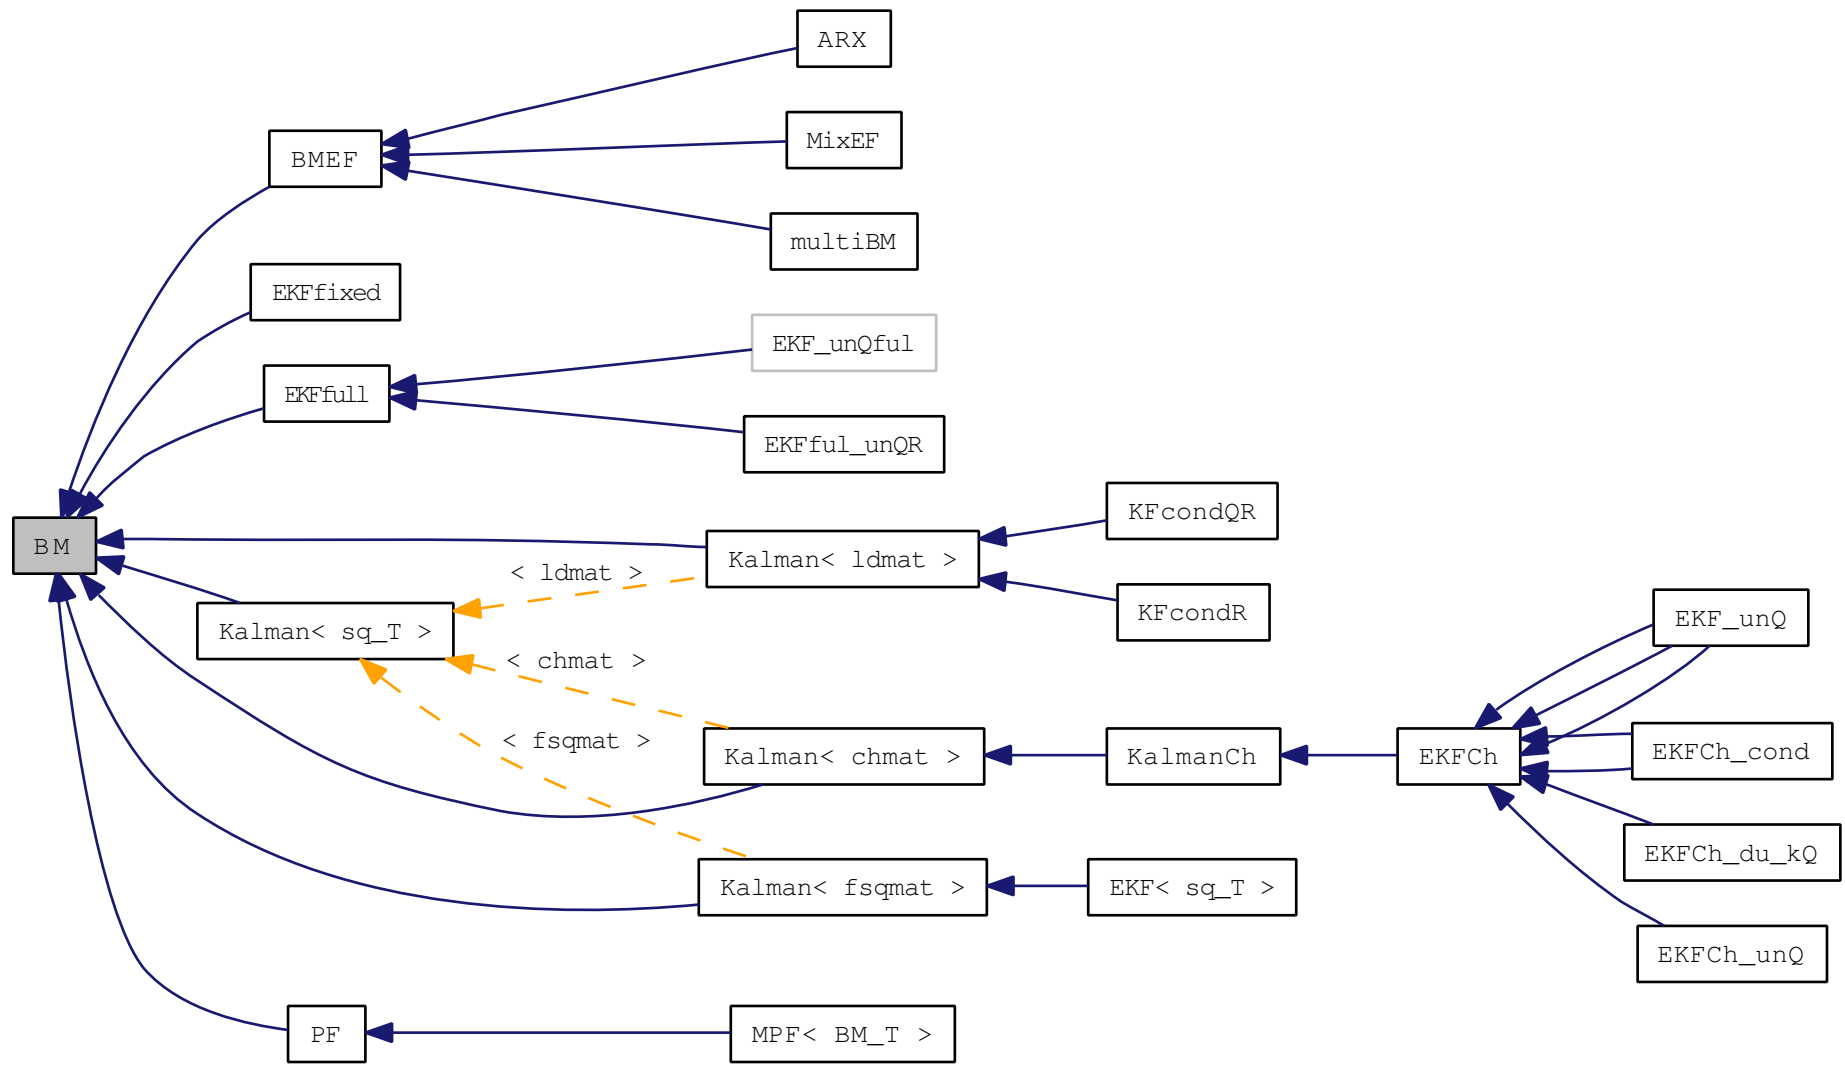 ARX
MixEF
BMEF
multiBM
EKFfixed
EKF_unQful
EKFfull
EKFful_unQR
KFcondQR
BM
Kalman< ldmat >
< ldmat >
KFcondR
EKF_unQ
Kalman< sq_T >
< chmat >
< fsqmat >
Kalman< chmat >
KalmanCh
EKFCh
EKFCh_cond
EKFCh_du_kQ
Kalman< fsqmat >
EKF< sq_T >
EKFCh_unQ
PF
MPF< BM_T >